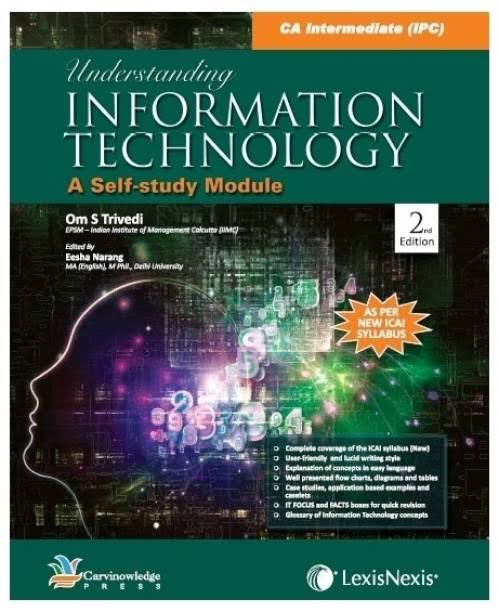 CA Intermediate (IPC)
Understanding
INFORMATION
TECHNOLOGY
A Self-study Module
Om S Trivedi
EPSM – Indian Institute of Management Calcutta (IIMC)
Edited By
Eesha Narang
MA (English), M Phil., Delhi University
2nd
Edition
AS PER
NEW ICAI
SYLLABUS
Complete coverage of the ICAI syllabus (New)
User-friendly and lucid writing style
Explanation of concepts in easy language
Well presented flow charts, diagrams and tables
Case studies, application based examples and
caselets
IT FOCUS and FACTS boxes for quick revision
Glossary of Information Technology concepts
Carvinowledge
PRESS
LexisNexis®